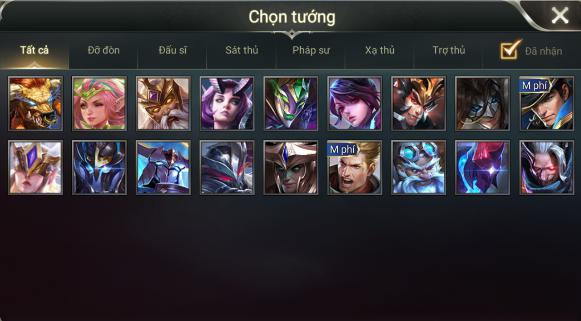 Chọn tướng
Tất cả Đỡ đòn Đấu sĩ Sát thủ Pháp sư Xạ thủ Trợ thủ Đã nhận
M phí
M phí